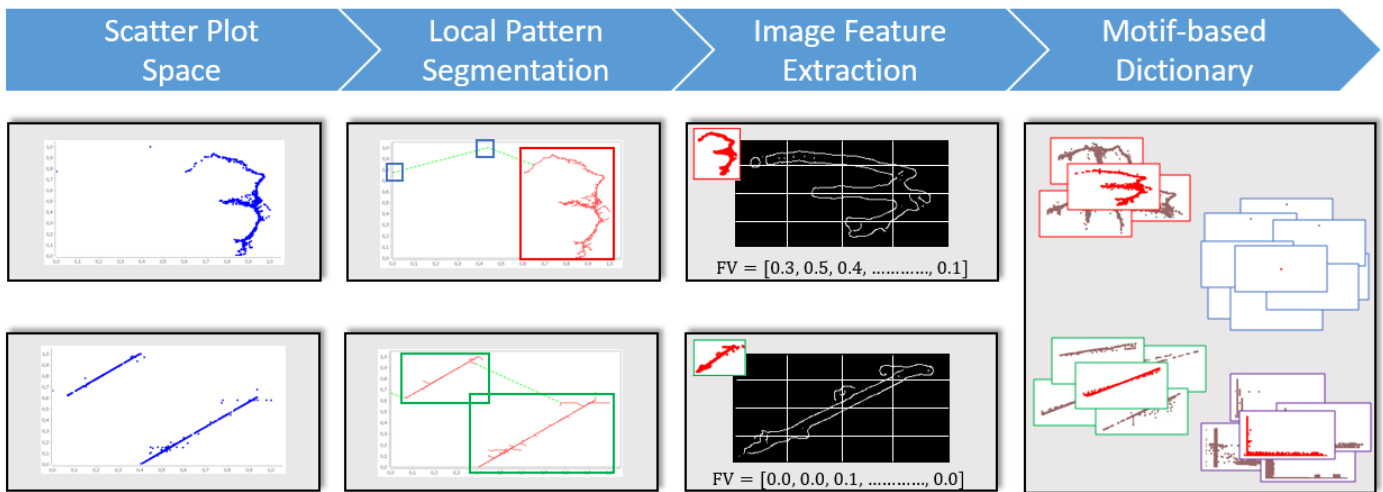 Scatter Plot
Space
Local Pattern
Segmentation
Image Feature
Extraction
Motif-based
Dictionary
FV = [0.3, 0.5, 0.4, ............, 0.1]
FV = [0.0, 0.0, 0.1, ............, 0.0]